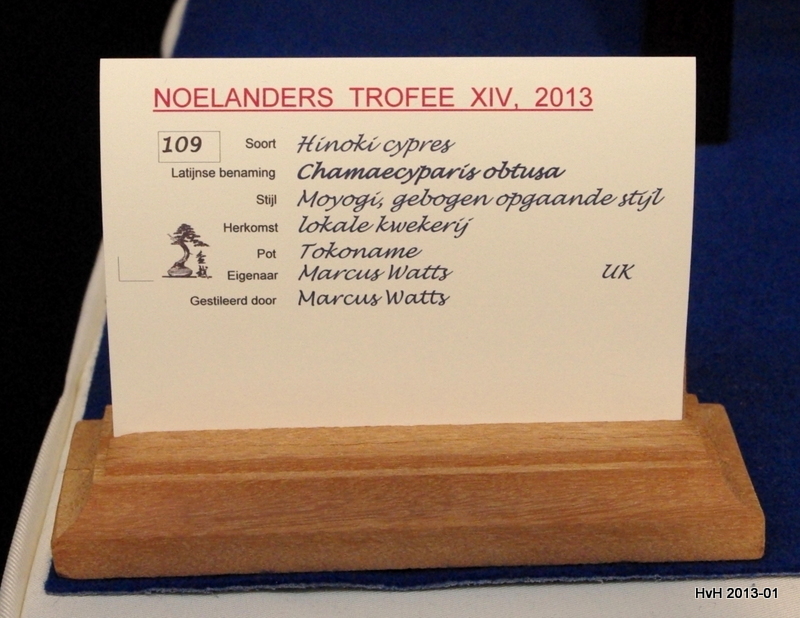 NOELANDERS TROFEE XIV, 2013
109 Soort Hinoki cypres
Latijnse benaming Chamaecyparis obtusa
Stijl Moyogi, gebogen opgaande stijl
Herkomst lokale kwekerij
Pot Tokoname
Eigenaar Marcus Watts UK
Gestileerd door Marcus Watts
HvH 2013-01